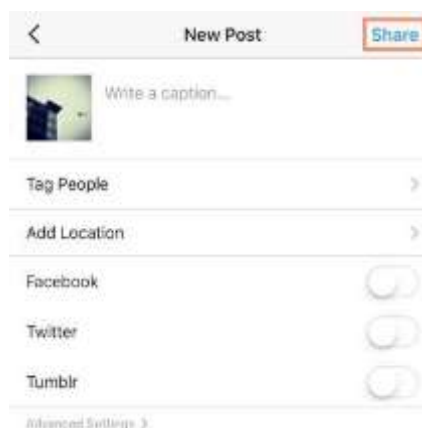 New Post Share
Write a caption...
Tag People
Add Location
Facebook
Twitter
Tumblr
Advanced Settings